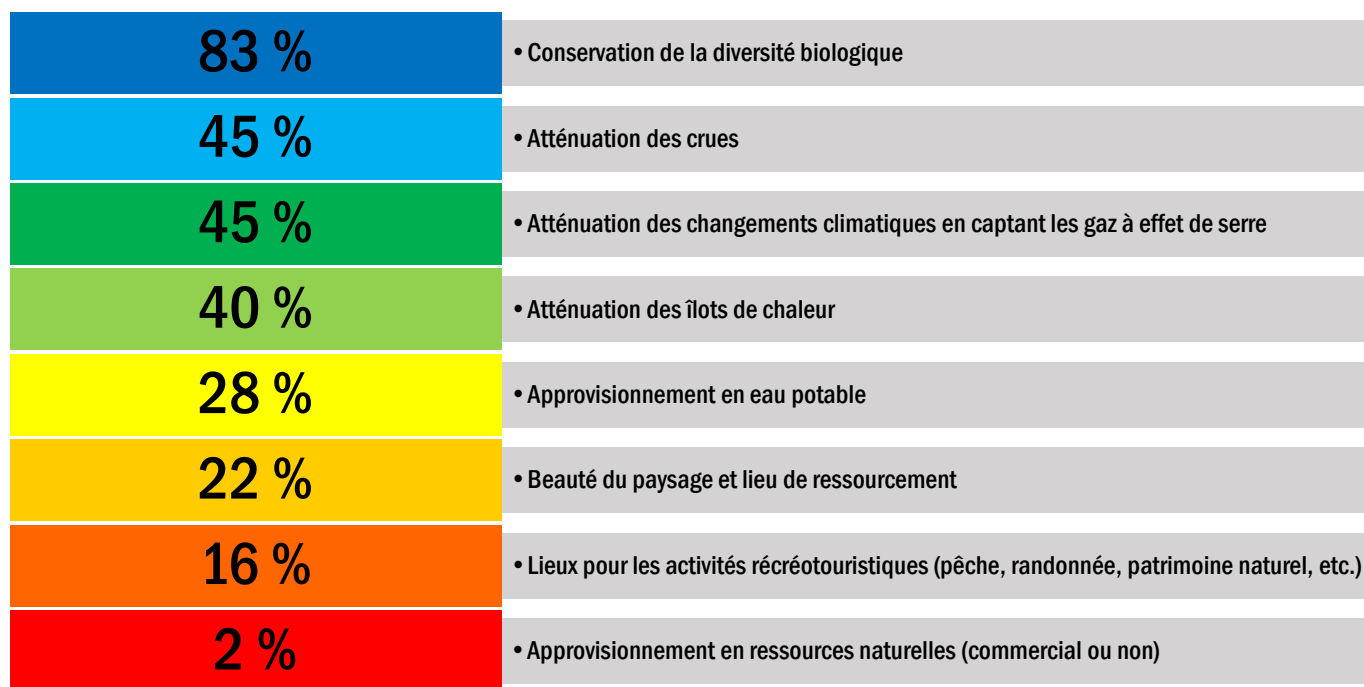 83 %
• Conservation de la diversité biologique
45 %
• Atténuation des crues
45 %
• Atténuation des changements climatiques en captant les gaz à effet de serre
40 %
• Atténuation des îlots de chaleur
28 %
• Approvisionnement en eau potable
22 %
• Beauté du paysage et lieu de ressourcement
16 %
• Lieux pour les activités récréotouristiques (pêche, randonnée, patrimoine naturel, etc.)
2 %
• Approvisionnement en ressources naturelles (commercial ou non)